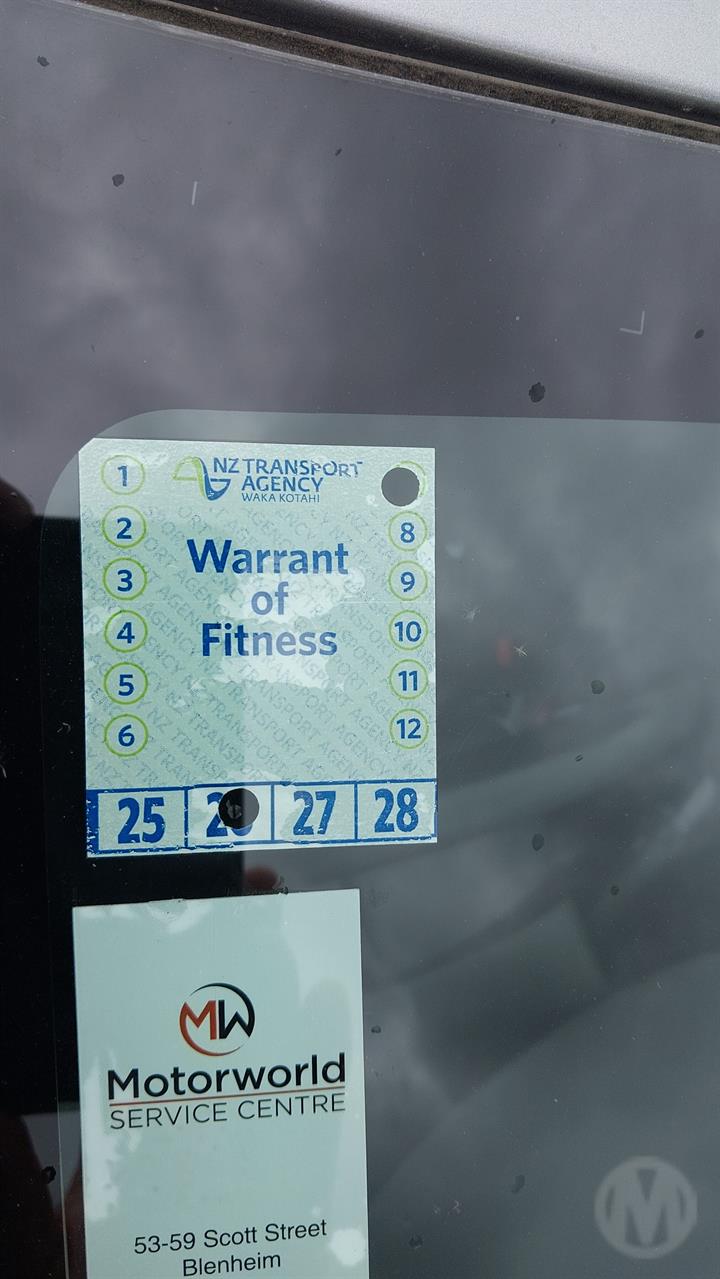 NZ TRANSPORT
AGENCY
WAKA KOTAHI
Warrant
of
Fitness
1
2
3
4
5
6
8
9
10
11
12
25 27 28
MW
Motorworld
SERVICE CENTRE
53-59 Scott Street
Blenheim
M